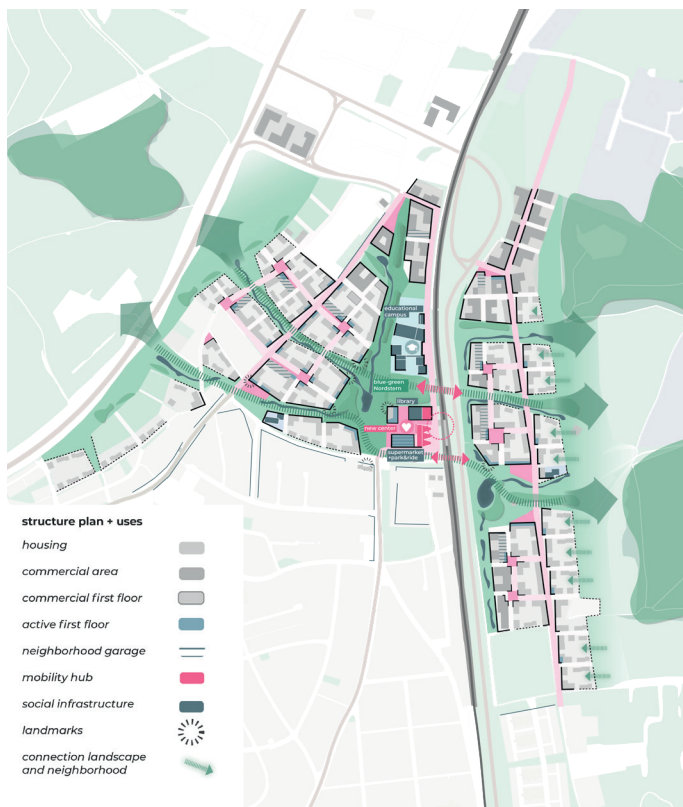 educational
campus
blue-green
Norddorn
library
new center
supermarket
+park&ride
structure plan + uses
housing
commercial area
commercial first floor
active first floor
neighborhood garage
mobility hub
social infrastructure
landmarks
connection landscape
and neighborhood